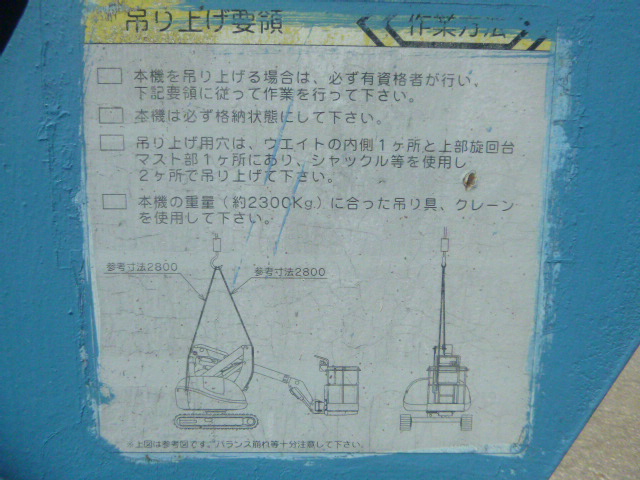 吊り上げ要領
作業方法
本機を吊り上げる場合は、必ず有資格者が行い、
下記要領に従って作業を行って下さい。
本機は必ず格納状態にして下さい。
吊り上げ用穴は、ウエイトの内側1ヶ所と上部旋回台
マスト部1ヶ所にあり、シャックル等を使用し
2ヶ所で吊り上げて下さい。
本機の重量(約2300Kg.)に合った吊り具、クレーン
を使用して下さい。
参考寸法2800
参考寸法2800
※上図は参考図です。バランス崩れ等十分注意して下さい。